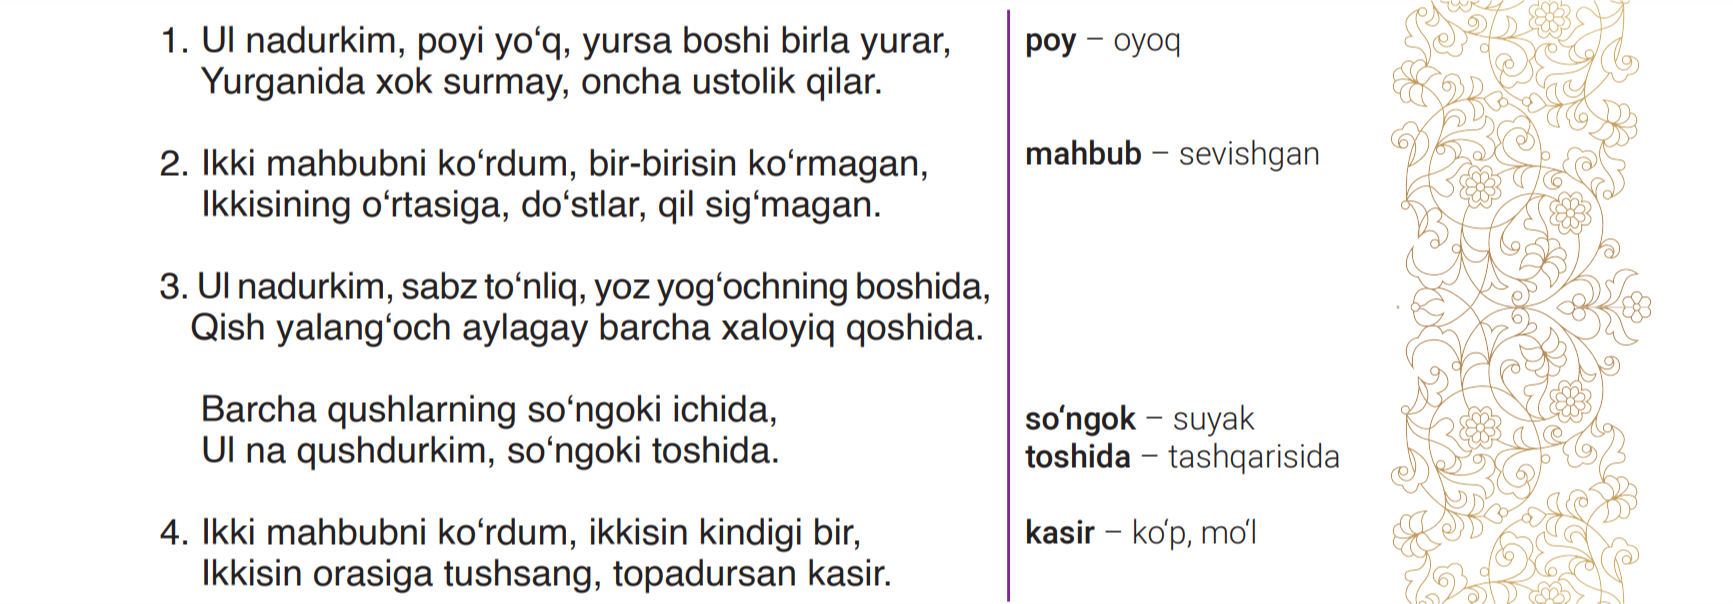 1. Ul nadurkim, poyi yo‘q, yursa boshi birla yurar,
Yurganida xok surmay, oncha ustolik qilar.
2. Ikki mahbubni ko‘rdum, bir-birisin ko‘rmagan,
Ikkisining o‘rtasiga, do‘stlar, qil sig‘magan.
3. Ul nadurkim, sabz to‘nliq, yoz yog‘ochning boshida,
Qish yalang‘och aylagay barcha xaloyiq qoshida.
Barcha qushlarning so‘ngoki ichida,
Ul na qushdurkim, so‘ngoki toshida.
4. Ikki mahbubni ko‘rdum, ikkisin kindigi bir,
Ikkisin orasiga tushsang, topadursan kasir.
poy – oyoq
mahbub – sevishgan
so‘ngok – suyak
toshida – tashqarisida
kasir – ko‘p, mo‘l